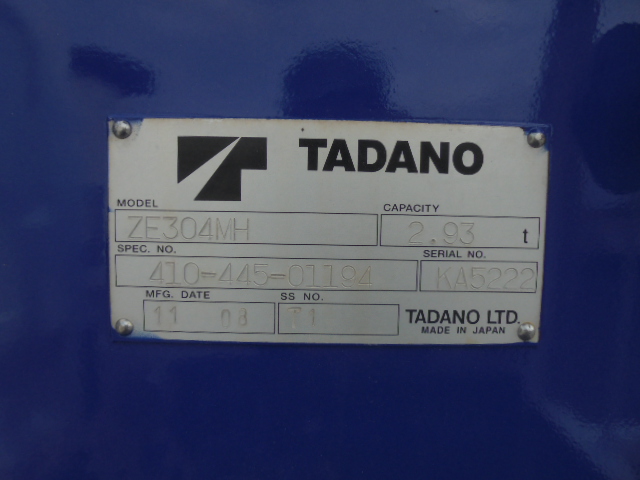 TADANO
MODEL CAPACITY
ZE304MH 2.93 t
SPEC. NO. SERIAL NO.
410-445-01194 KA5222
MFG. DATE SS NO.
11 08 T1 TADANO LTD.
MADE IN JAPAN